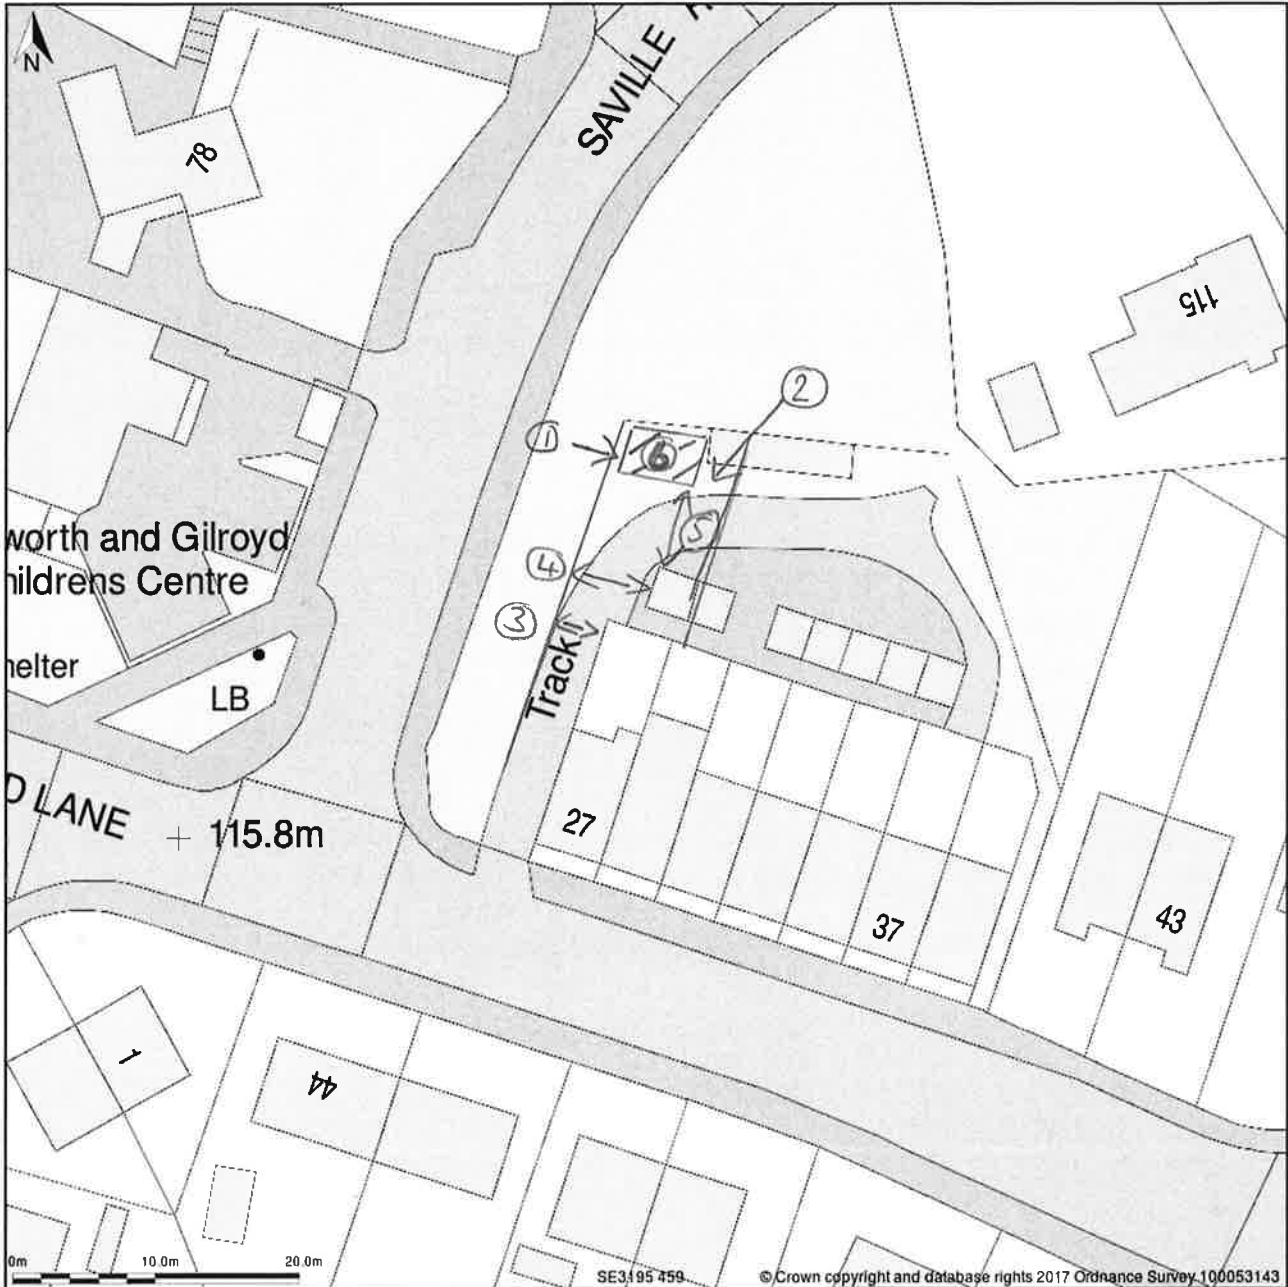 N
SAVILLE R
78
115
2
1
6
5
4
3
worth and Gilroyd
hildrens Centre
helter
LB
Track
D LANE
115.8m
27
37
43
1
44
0m
10.0m
20.0m
SE3195 459
© Crown copyright and database rights 2017 Ordnance Survey 100053143